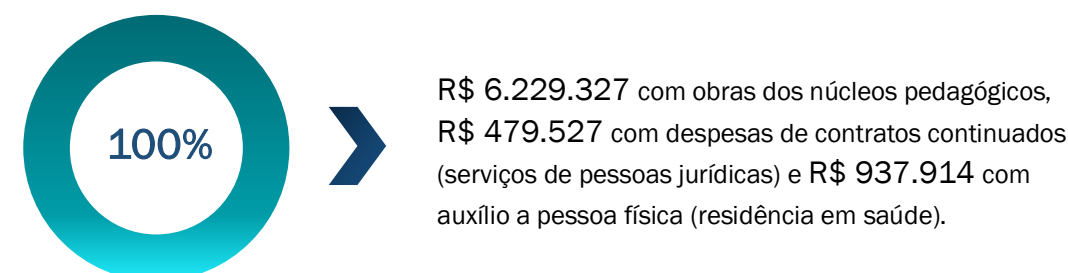 100%
R$ 6.229.327 com obras dos núcleos pedagógicos,
R$ 479.527 com despesas de contratos continuados
(serviços de pessoas jurídicas) e R$ 937.914 com
auxílio a pessoa física (residência em saúde).